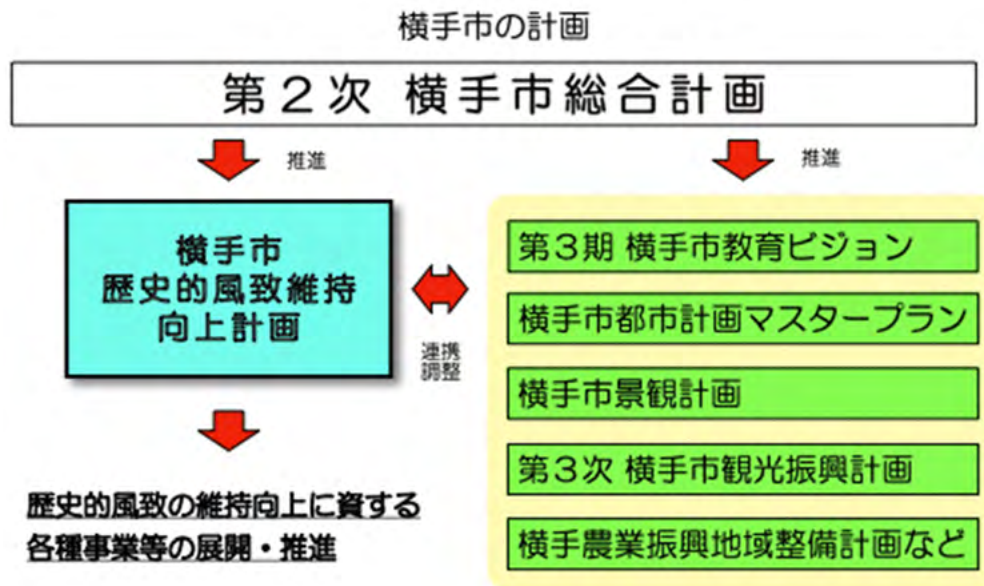 横手市の計画
第２次 横手市総合計画
推進
推進
横手市
歴史的風致維持
向上計画
連携
調整
第３期 横手市教育ビジョン
横手市都市計画マスタープラン
横手市景観計画
第３次 横手市観光振興計画
横手農業振興地域整備計画など
歴史的風致の維持向上に資する
各種事業等の展開・推進